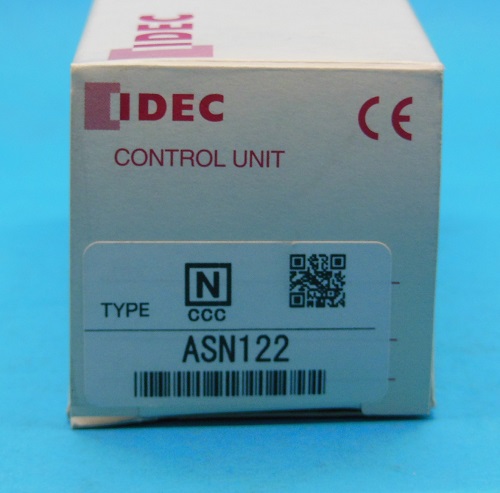 IDEC
IDEC
CE
CONTROL UNIT
N
TYPE
CCC
ASN122